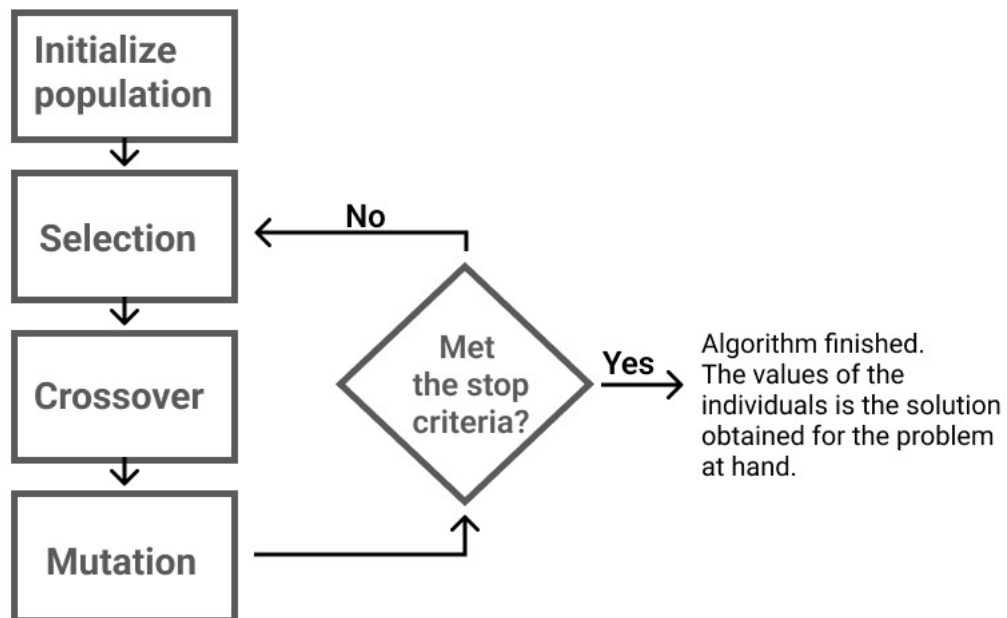 Initialize
population
Selection
Crossover
Mutation
No
Met
the stop
criteria?
Yes
Algorithm finished.
The values of the
individuals is the solution
obtained for the problem
at hand.